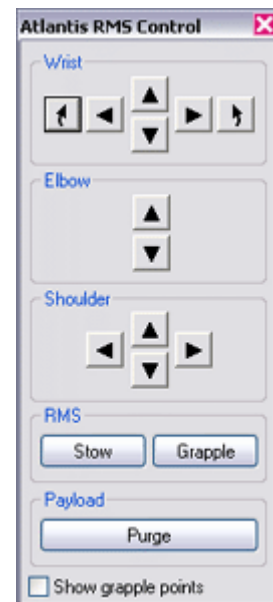 Atlantis RMS Control
Wrist
Elbow
Shoulder
RMS
Stow Grapple
Payload
Purge
Show grapple points